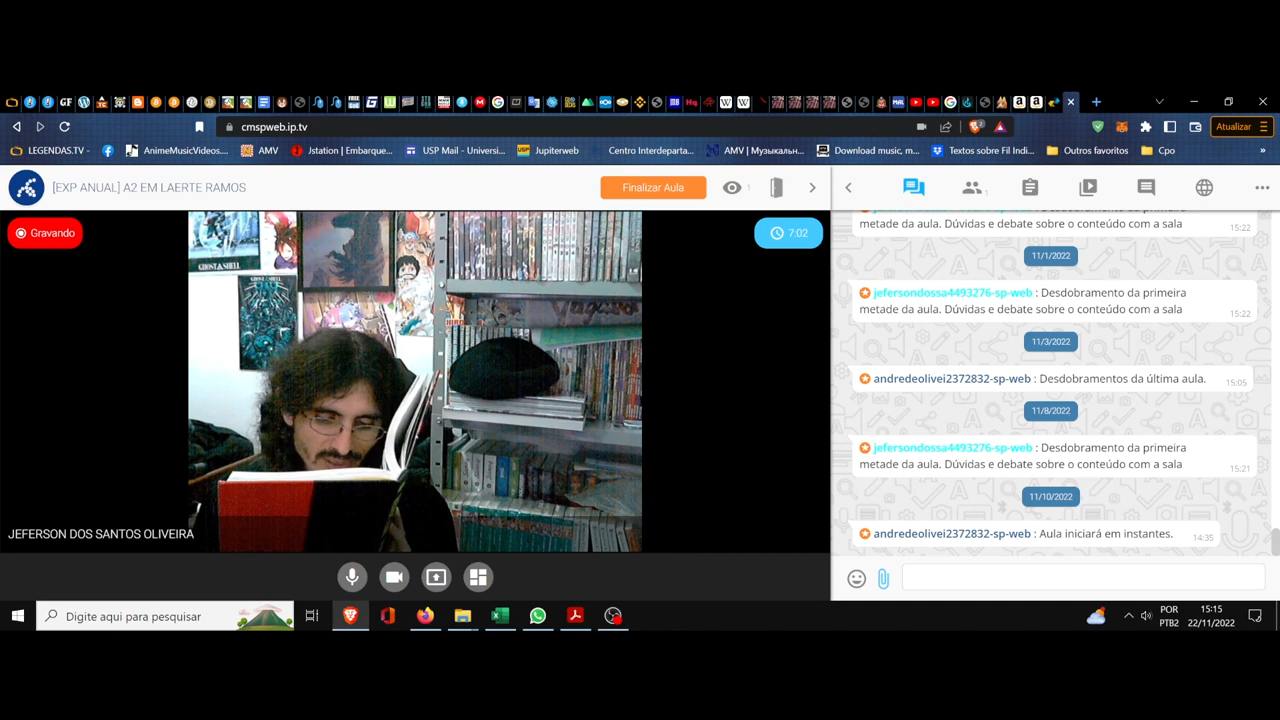 cmspweb.ip.tv
Atualizar
LEGENDAS.TV -
AnimeMusicVideos...
AMV
Jstation | Embarque...
USP Mail - Universi...
Jupiterweb
Centro Interdeparta...
AMV | Музыкальн...
Download music, m...
Textos sobre Fil Indi...
Outros favoritos
Cpo
»
[EXP ANUAL] A2 EM LAERTE RAMOS
Finalizar Aula
1
1
Gravando
7:02
GHOST IN THE SHELL
JEFERSON DOS SANTOS OLIVEIRA
metade da aula. Dúvidas e debate sobre o conteúdo com a sala
15:22
11/1/2022
jefersondossa4493276-sp-web : Desdobramento da primeira
metade da aula. Dúvidas e debate sobre o conteúdo com a sala
15:22
11/3/2022
andredeolivei2372832-sp-web : Desdobramentos da última aula.
15:05
11/8/2022
jefersondossa4493276-sp-web : Desdobramento da primeira
metade da aula. Dúvidas e debate sobre o conteúdo com a sala
15:21
11/10/2022
andredeolivei2372832-sp-web : Aula iniciará em instantes.
14:35
Digite aqui para pesquisar
POR
PTB2
15:15
22/11/2022